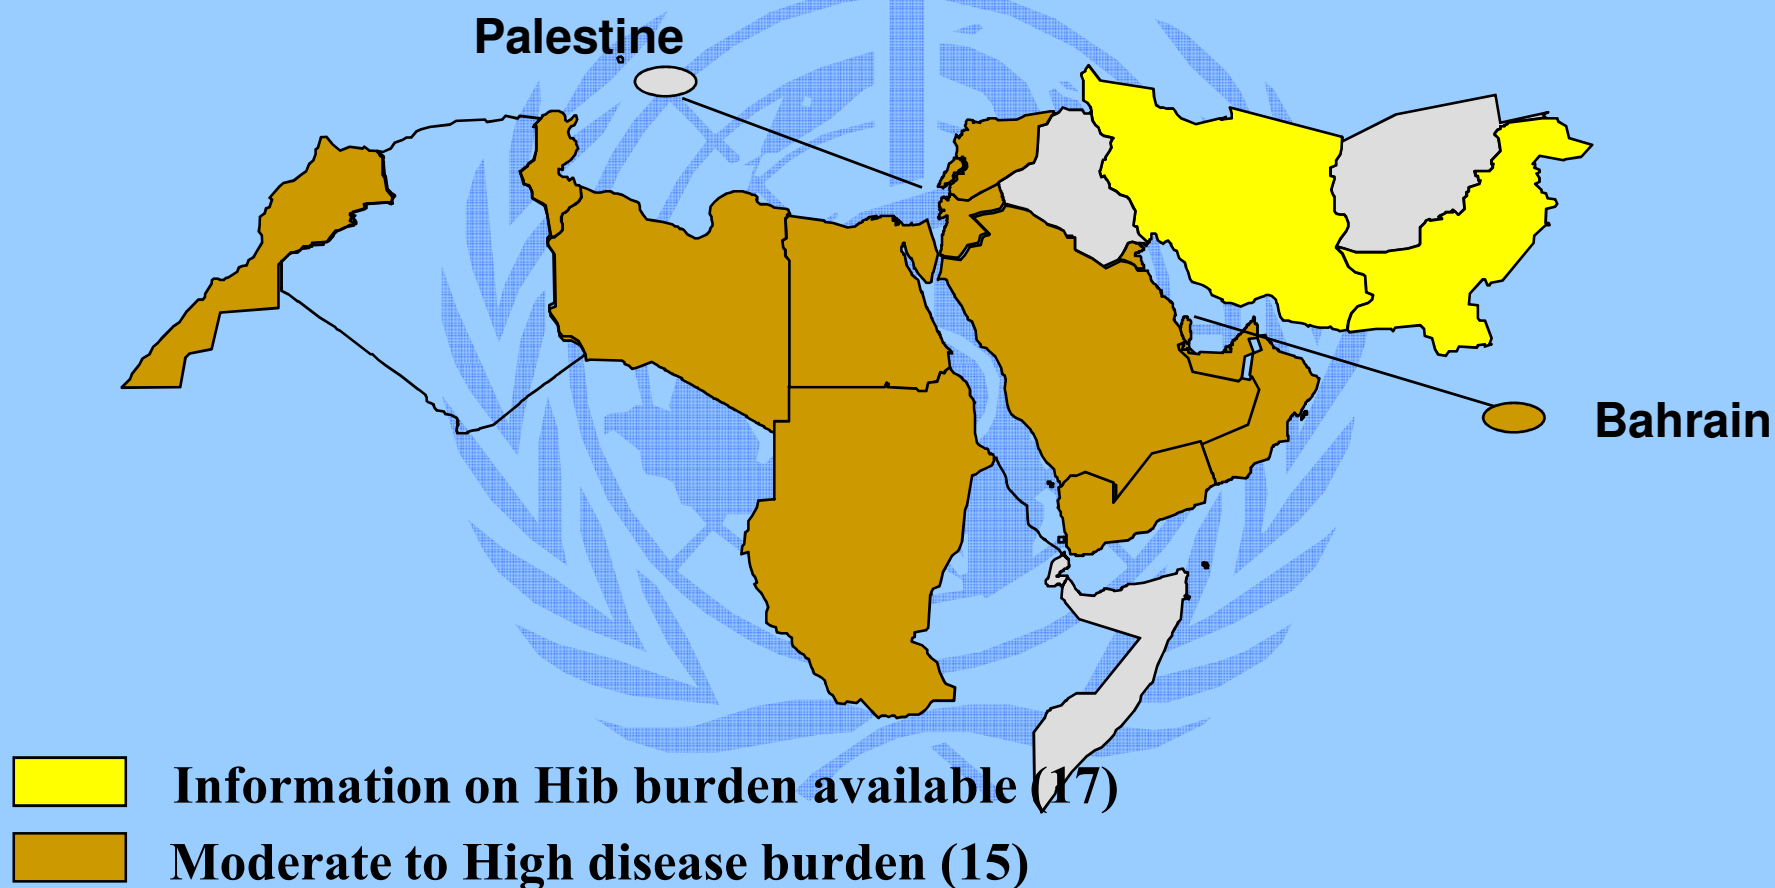 Palestine
Bahrain
Information on Hib burden available (17)
Moderate to High disease burden (15)